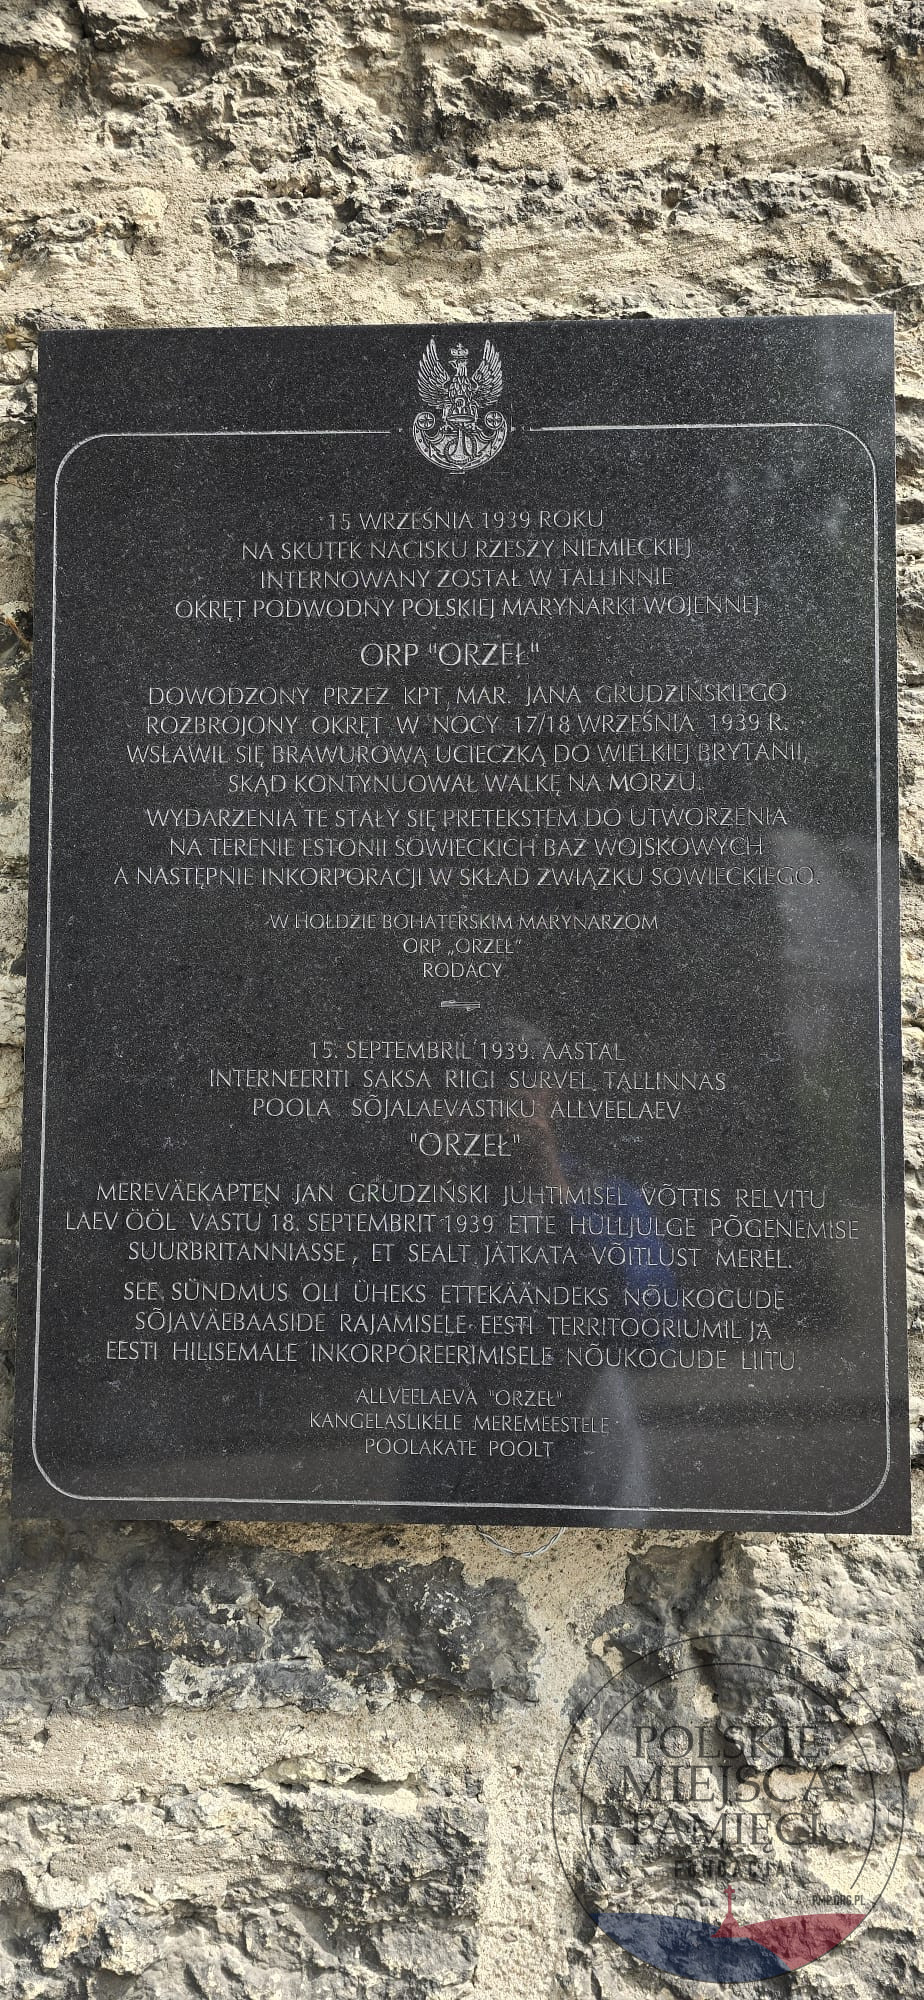 15 WRZEŚNIA 1939 ROKU
NA SKUTEK NACISKU RZESZY NIEMIECKIEJ
INTERNOWANY ZOSTAŁ W TALLINNIE
OKRĘT PODWODNY POLSKIEJ MARYNARKI WOJENNEJ
ORP "ORZEŁ"
DOWODZONY PRZEZ KPT. MAR. JANA GRUDZIŃSKIEGO
ROZBROJONY OKRĘT W NOCY 17/18 WRZEŚNIA 1939 R.
WSŁAWIŁ SIĘ BRAWUROWĄ UCIECZKĄ DO WIELKIEJ BRYTANII,
SKĄD KONTYNUOWAŁ WALKĘ NA MORZU.
WYDARZENIA TE STAŁY SIĘ PRETEKSTEM DO UTWORZENIA
NA TERENIE ESTONII SOWIECKICH BAZ WOJSKOWYCH
A NASTĘPNIE INKORPORACJI W SKŁAD ZWIĄZKU SOWIECKIEGO.
W HOŁDZIE BOHATERSKIM MARYNARZOM
ORP „ORZEŁ"
RODACY
15. SEPTEMBRIL 1939. AASTAL
INTERNEERITI SAKSA RIIGI SURVEL TALLINNAS
POOLA SÕJALAEVASTIKU ALLVEELAEV
"ORZEŁ"
MEREVÄEKAPTEN JAN GRUDZIŃSKI JUHTIMISEL VÕTTIS RELVITU
LAEV ÖÖL VASTU 18. SEPTEMBRIT 1939 ETTE HULLJULGE PÕGENEMISE
SUURBRITANNIASSE, ET SEALT JÄTKATA VÕITLUST MEREL.
SEE SÜNDMUS OLI ÜHEKS ETTEKÄÄNDEKS NÕUKOGUDE
SÕJAVÄEBAASIDE RAJAMISELE EESTI TERRITOORIUMIL JA
EESTI HILISEMALE INKORPOREERIMISELE NÕUKOGUDE LIITU.
ALLVEELAEVA "ORZEŁ"
KANGELASLIKELE MEREMEESTELE
POOLAKATE POOLT
POLSKIE
MIEJSCA
PAMIĘCI
FUNDACJA
PMP.ORG.PL